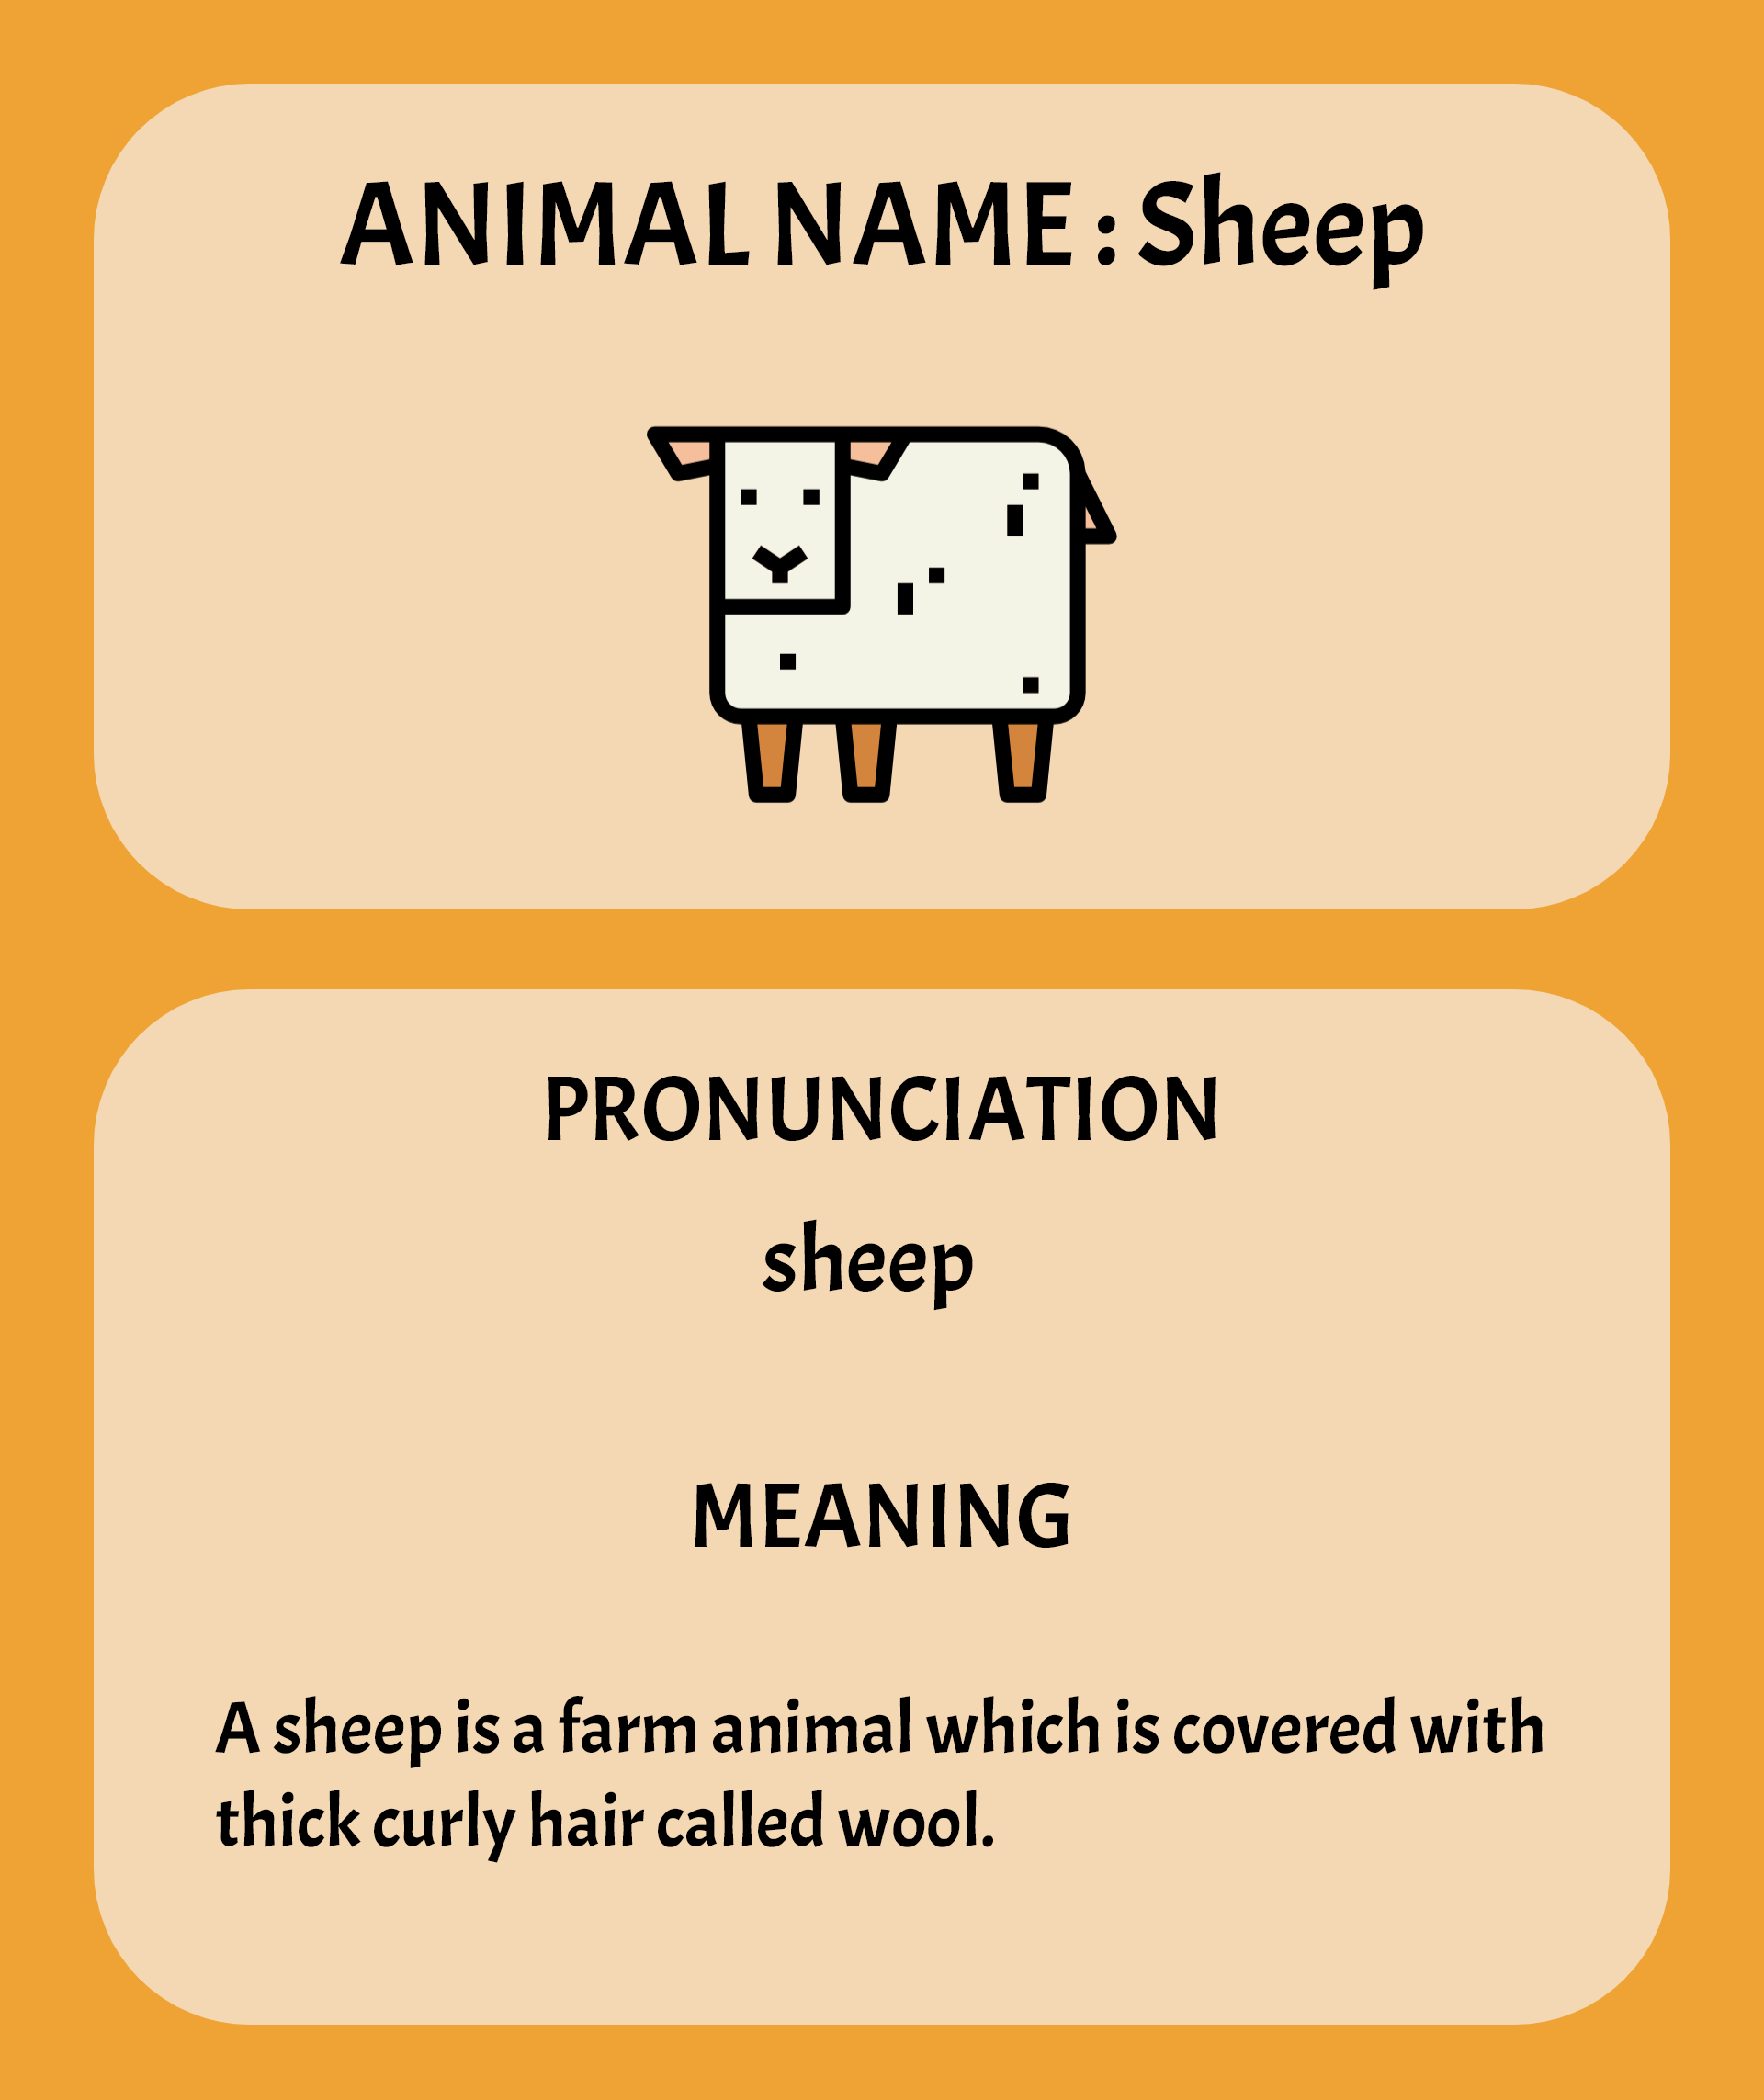 ANIMAL NAME : Sheep
PRONUNCIATION
sheep
MEANING
A sheep is a farm animal which is covered with
thick curly hair called wool.